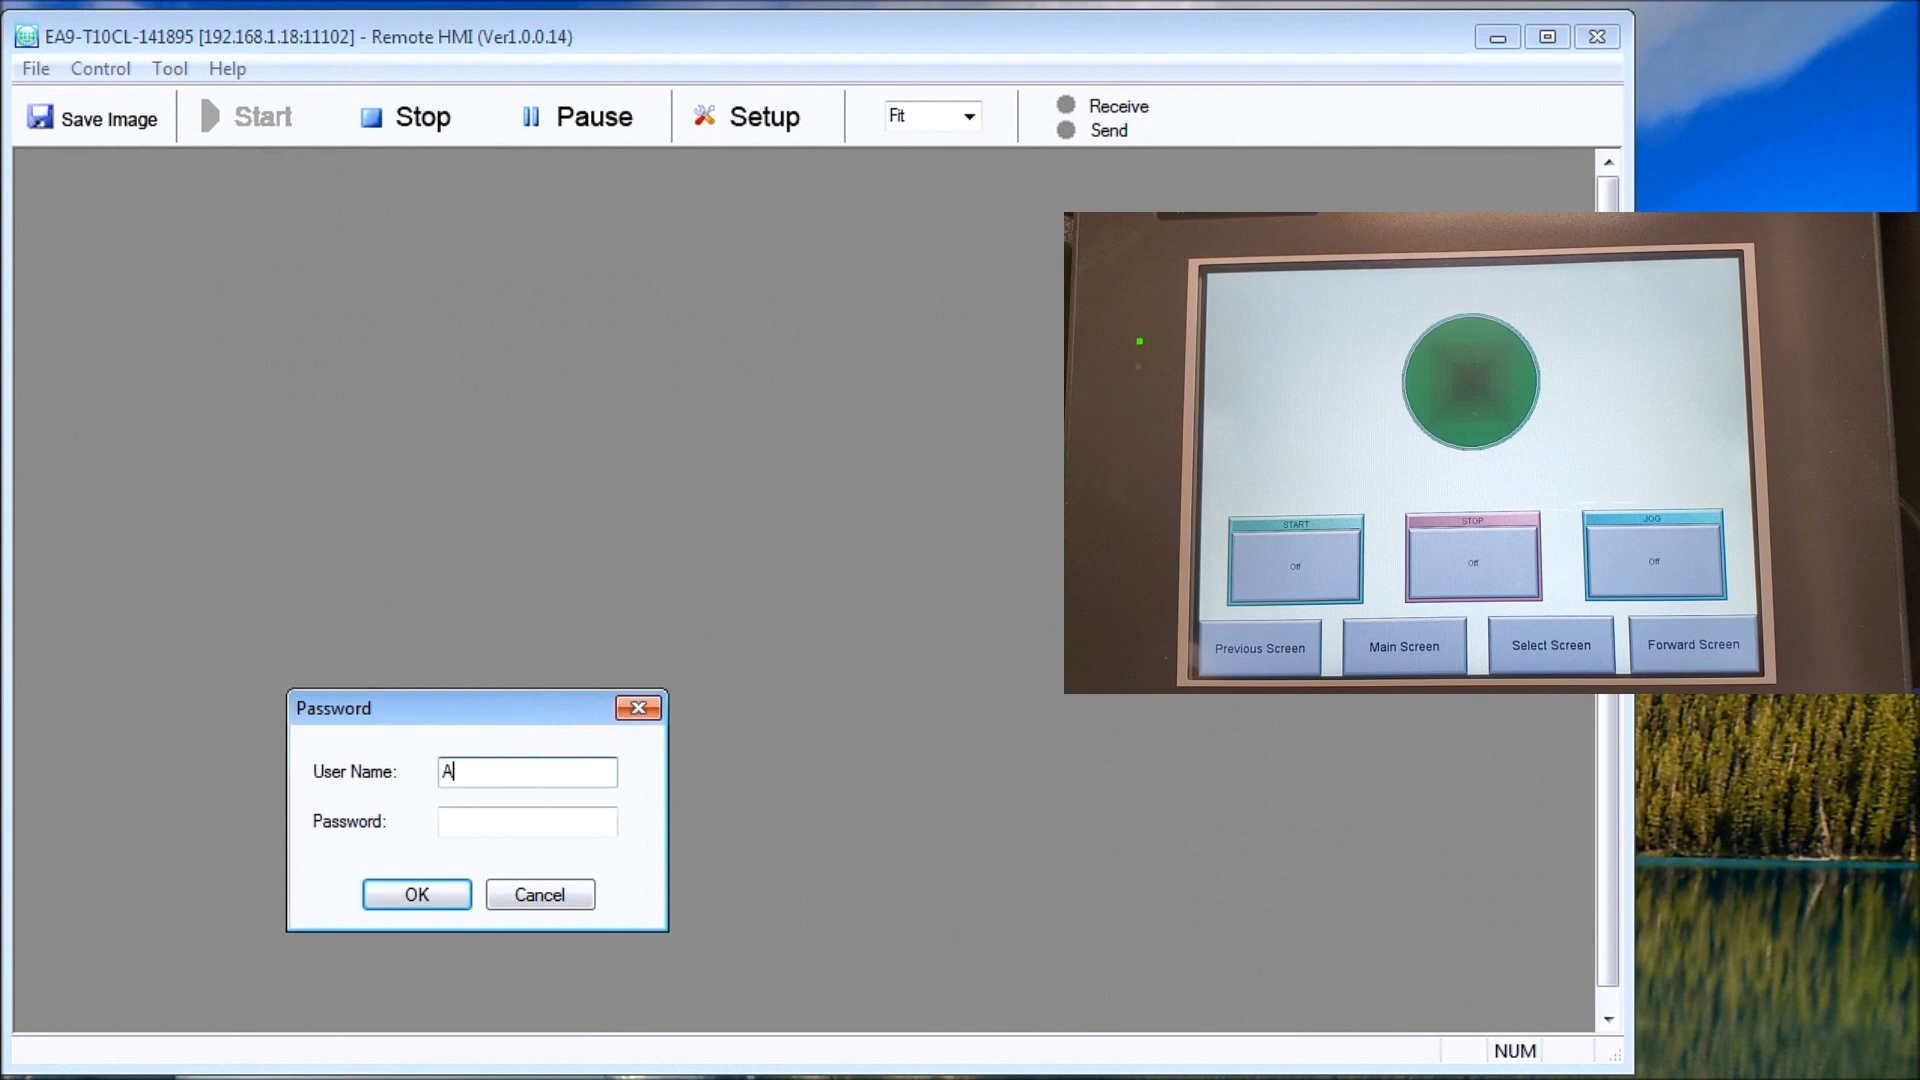 EA9-T10CL-141895 [192.168.1.18:11102] - Remote HMI (Ver1.0.0.14)
File Control Tool Help
Save Image Start Stop Pause Setup Fit Receive
Send
START STOP JOG
Off Off Off
Previous Screen Main Screen Select Screen Forward Screen
Password
User Name: A
Password:
OK Cancel
NUM